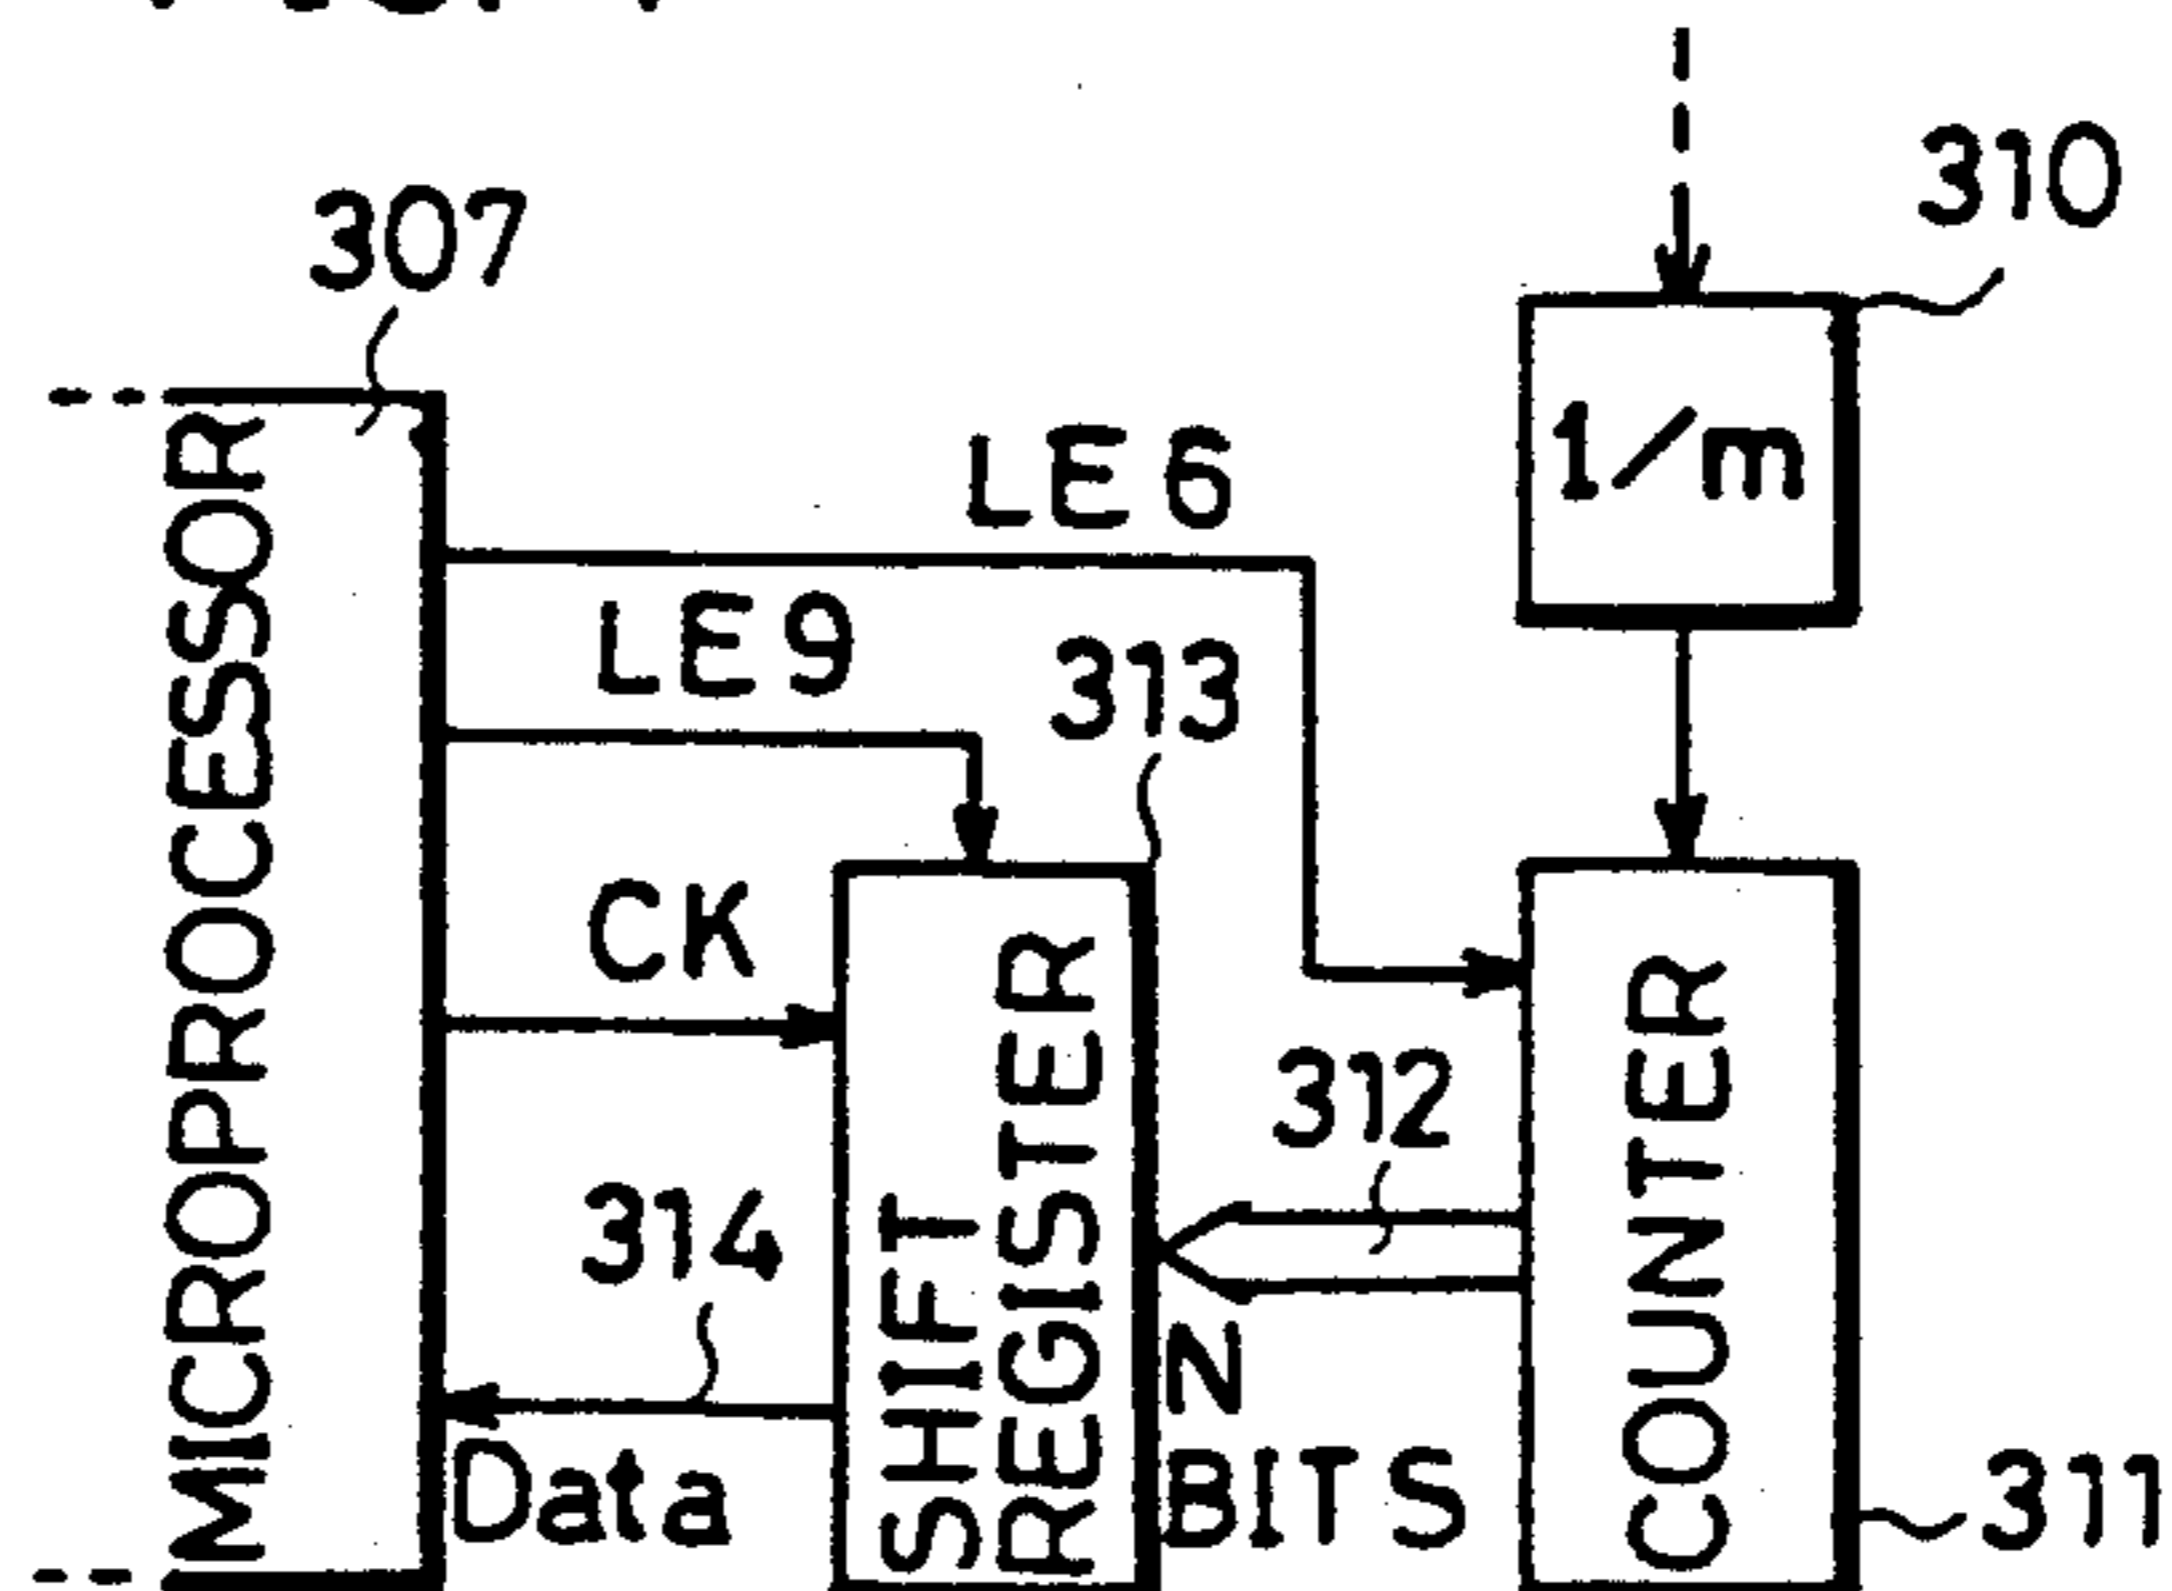 310
307
1/m
LE6
LE9
313
CK
312
314
MICROPROCESSOR
SHIFT
REGISTER
COUNTER
N
BITS
Data
311